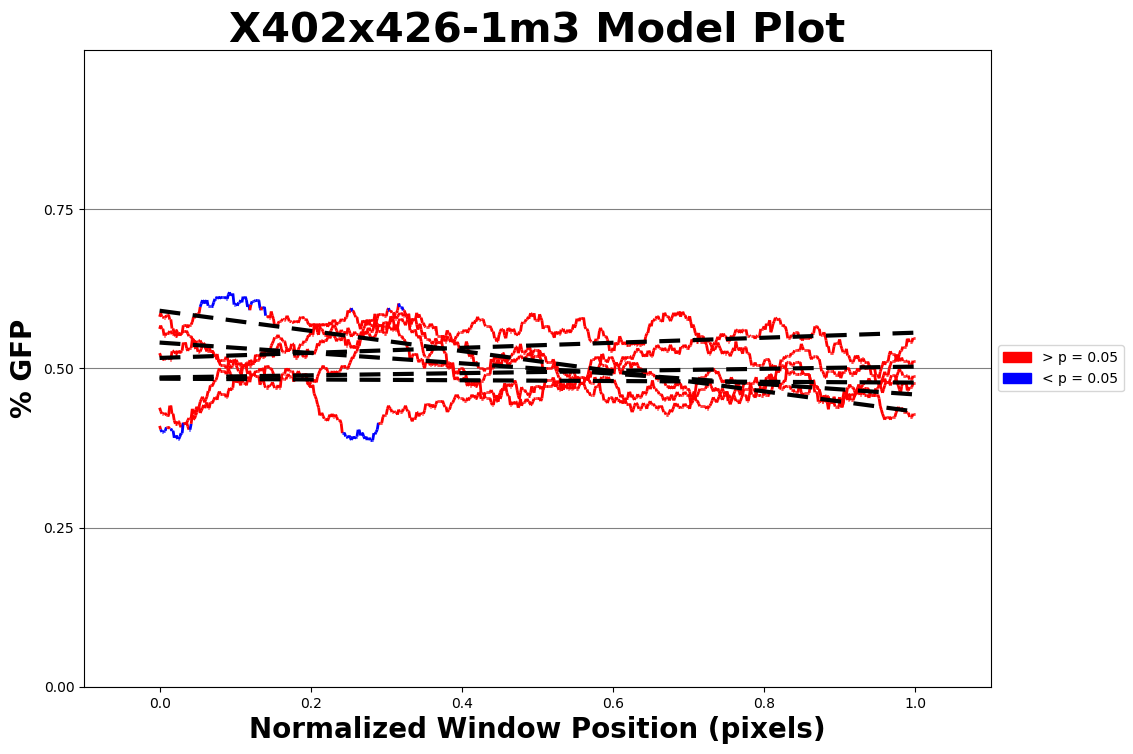 X402x426-1m3 Model Plot
% GFP
0.75
0.50
0.25
0.00
0.0 0.2 0.4 0.6 0.8 1.0
Normalized Window Position (pixels)
> p = 0.05
< p = 0.05